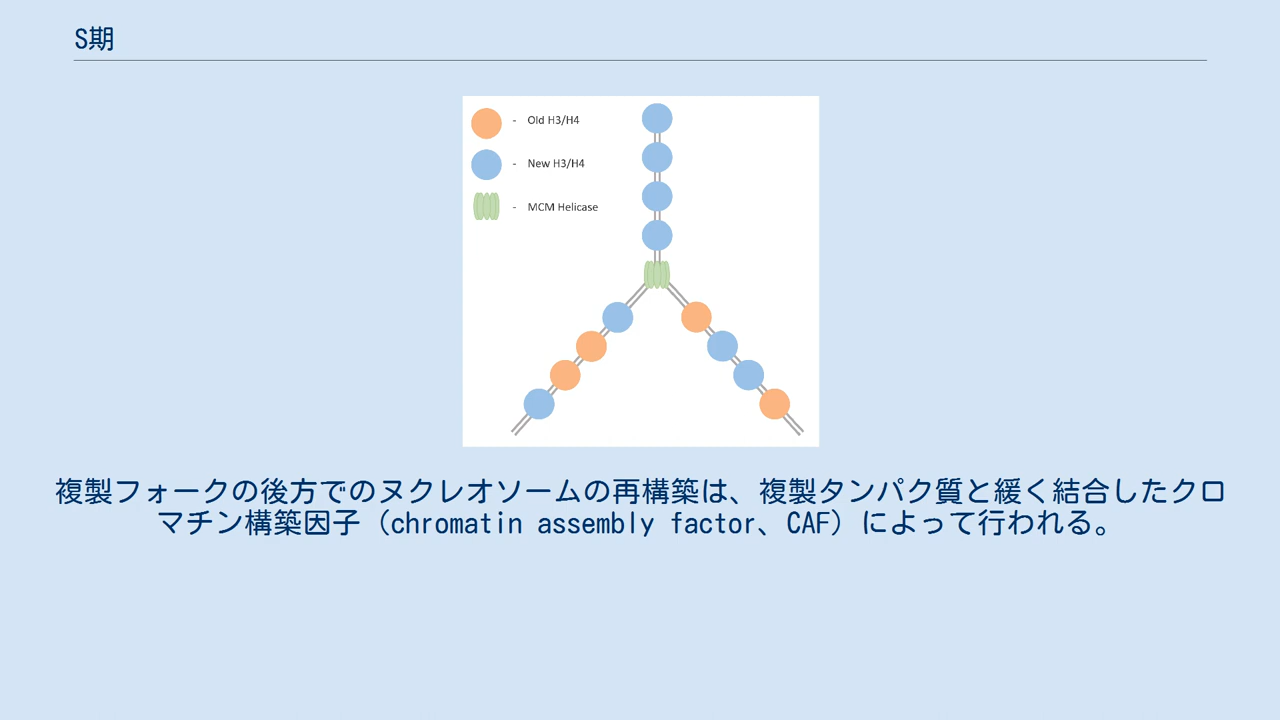 S期
- Old H3/H4
- New H3/H4
- MCM Helicase
複製フォークの後方でのヌクレオソームの再構築は、複製タンパク質と緩く結合したクロ
マチン構築因子（chromatin assembly factor、CAF）によって行われる。